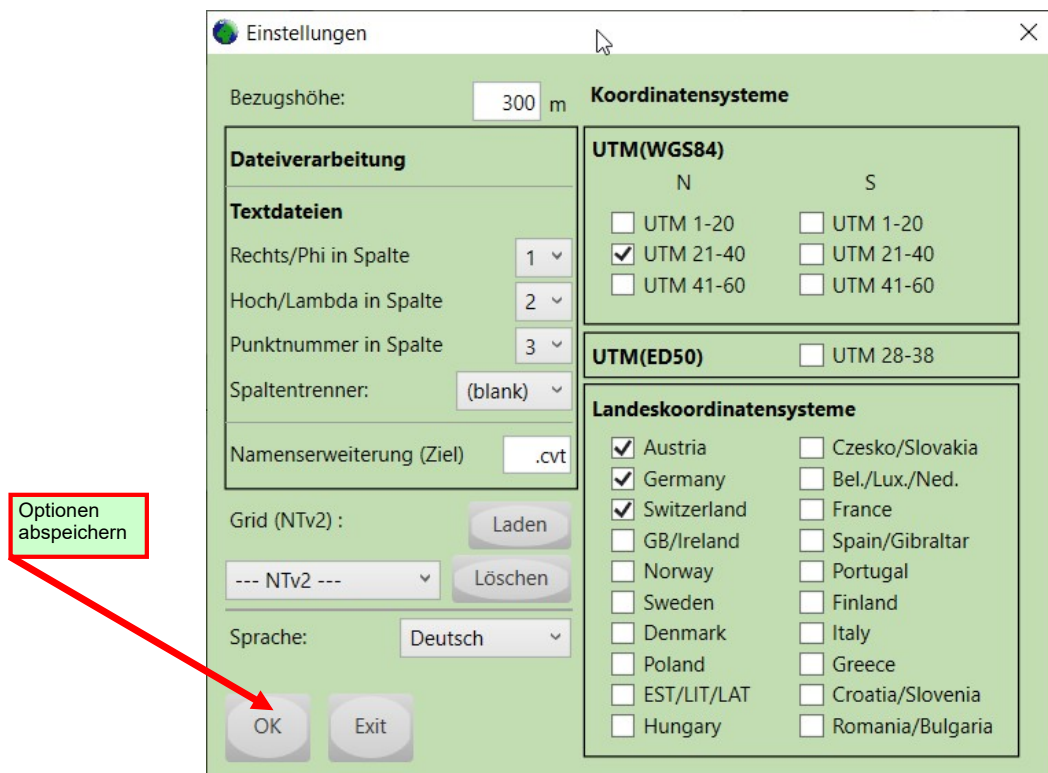 Einstellungen
Bezugshöhe: 300 m
Dateiverarbeitung
Textdateien
Rechts/Phi in Spalte 1
Hoch/Lambda in Spalte 2
Punktnummer in Spalte 3
Spaltentrenner: (blank)
Namenserweiterung (Ziel) .cvt
Grid (NTv2) : Laden
--- NTv2 --- Löschen
Sprache: Deutsch
OK Exit
Koordinatensysteme
UTM(WGS84)
N S
UTM 1-20 UTM 1-20
UTM 21-40 UTM 21-40
UTM 41-60 UTM 41-60
UTM(ED50) UTM 28-38
Landeskoordinatensysteme
Austria Czesko/Slovakia
Germany Bel./Lux./Ned.
Switzerland France
GB/Ireland Spain/Gibraltar
Norway Portugal
Sweden Finland
Denmark Italy
Poland Greece
EST/LIT/LAT Croatia/Slovenia
Hungary Romania/Bulgaria
Optionen
abspeichern